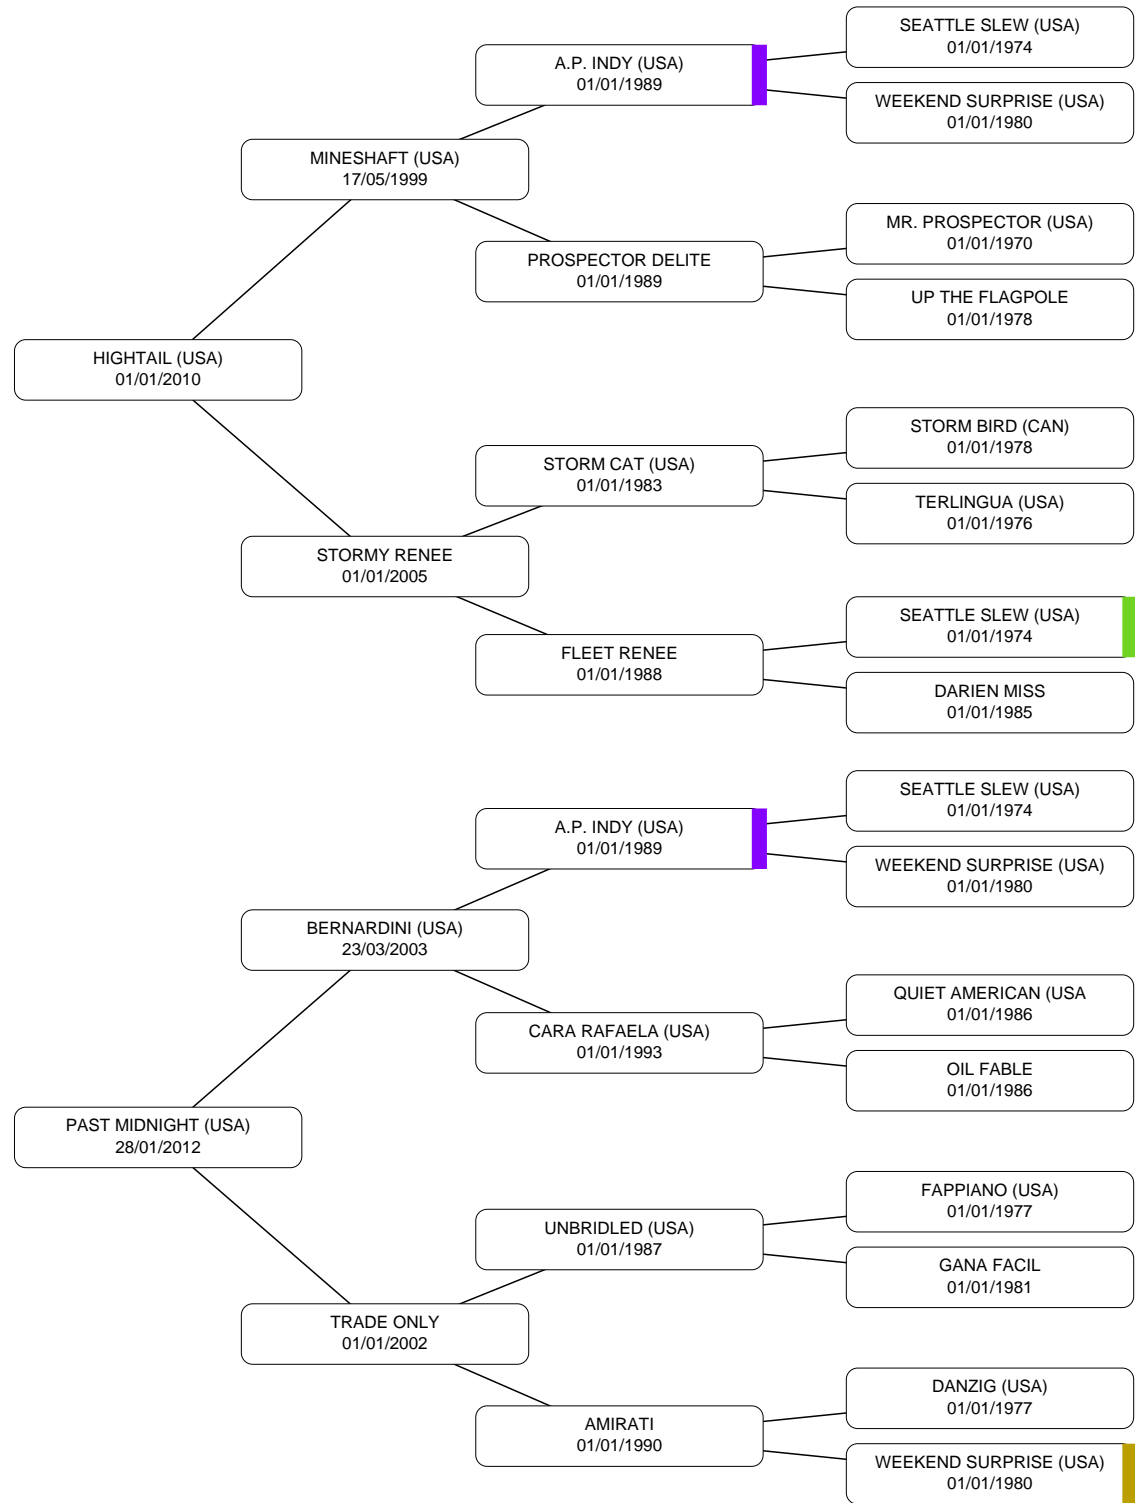 SEATTLE SLEW (USA)
01/01/1974
A.P. INDY (USA)
01/01/1989
WEEKEND SURPRISE (USA)
01/01/1980
MINESHAFT (USA)
17/05/1999
MR. PROSPECTOR (USA)
01/01/1970
PROSPECTOR DELITE
01/01/1989
UP THE FLAGPOLE
01/01/1978
HIGHTAIL (USA)
01/01/2010
STORM BIRD (CAN)
01/01/1978
STORM CAT (USA)
01/01/1983
TERLINGUA (USA)
01/01/1976
STORMY RENEE
01/01/2005
SEATTLE SLEW (USA)
01/01/1974
FLEET RENEE
01/01/1988
DARIEN MISS
01/01/1985
SEATTLE SLEW (USA)
01/01/1974
A.P. INDY (USA)
01/01/1989
WEEKEND SURPRISE (USA)
01/01/1980
BERNARDINI (USA)
23/03/2003
QUIET AMERICAN (USA
01/01/1986
CARA RAFAELA (USA)
01/01/1993
OIL FABLE
01/01/1986
PAST MIDNIGHT (USA)
28/01/2012
FAPPIANO (USA)
01/01/1977
UNBRIDLED (USA)
01/01/1987
GANA FACIL
01/01/1981
TRADE ONLY
01/01/2002
DANZIG (USA)
01/01/1977
AMIRATI
01/01/1990
WEEKEND SURPRISE (USA)
01/01/1980